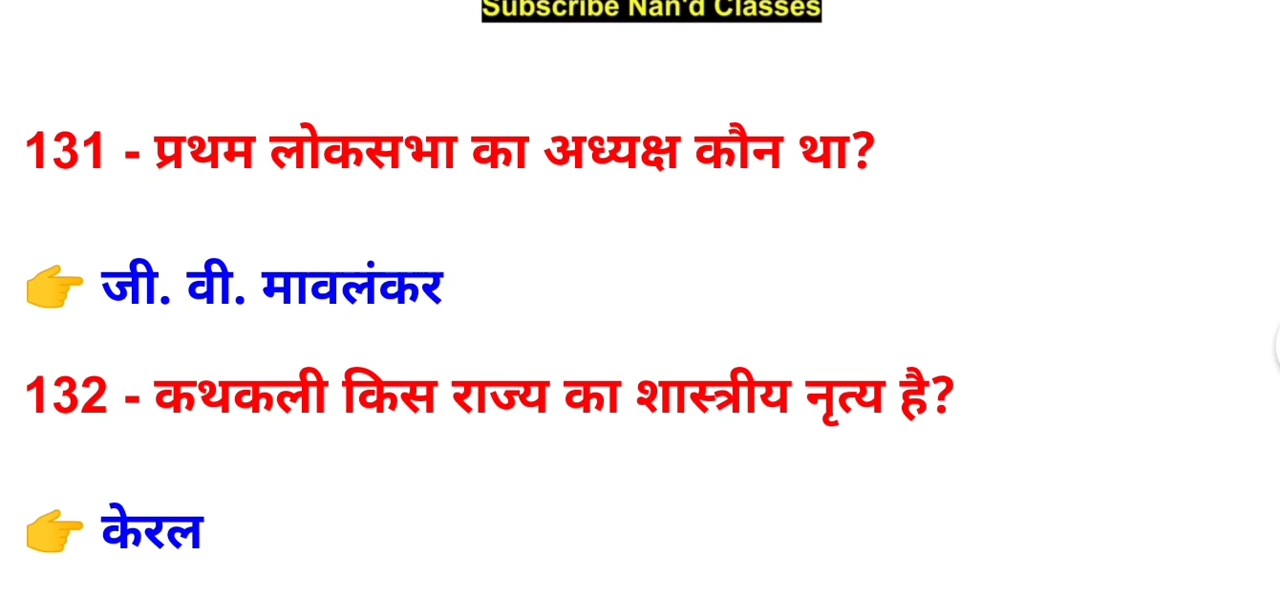 Subscribe Nan'd Classes
131 - प्रथम लोकसभा का अध्यक्ष कौन था?
👉 जी. वी. मावलंकर
132 - कथकली किस राज्य का शास्त्रीय नृत्य है?
👉 केरल